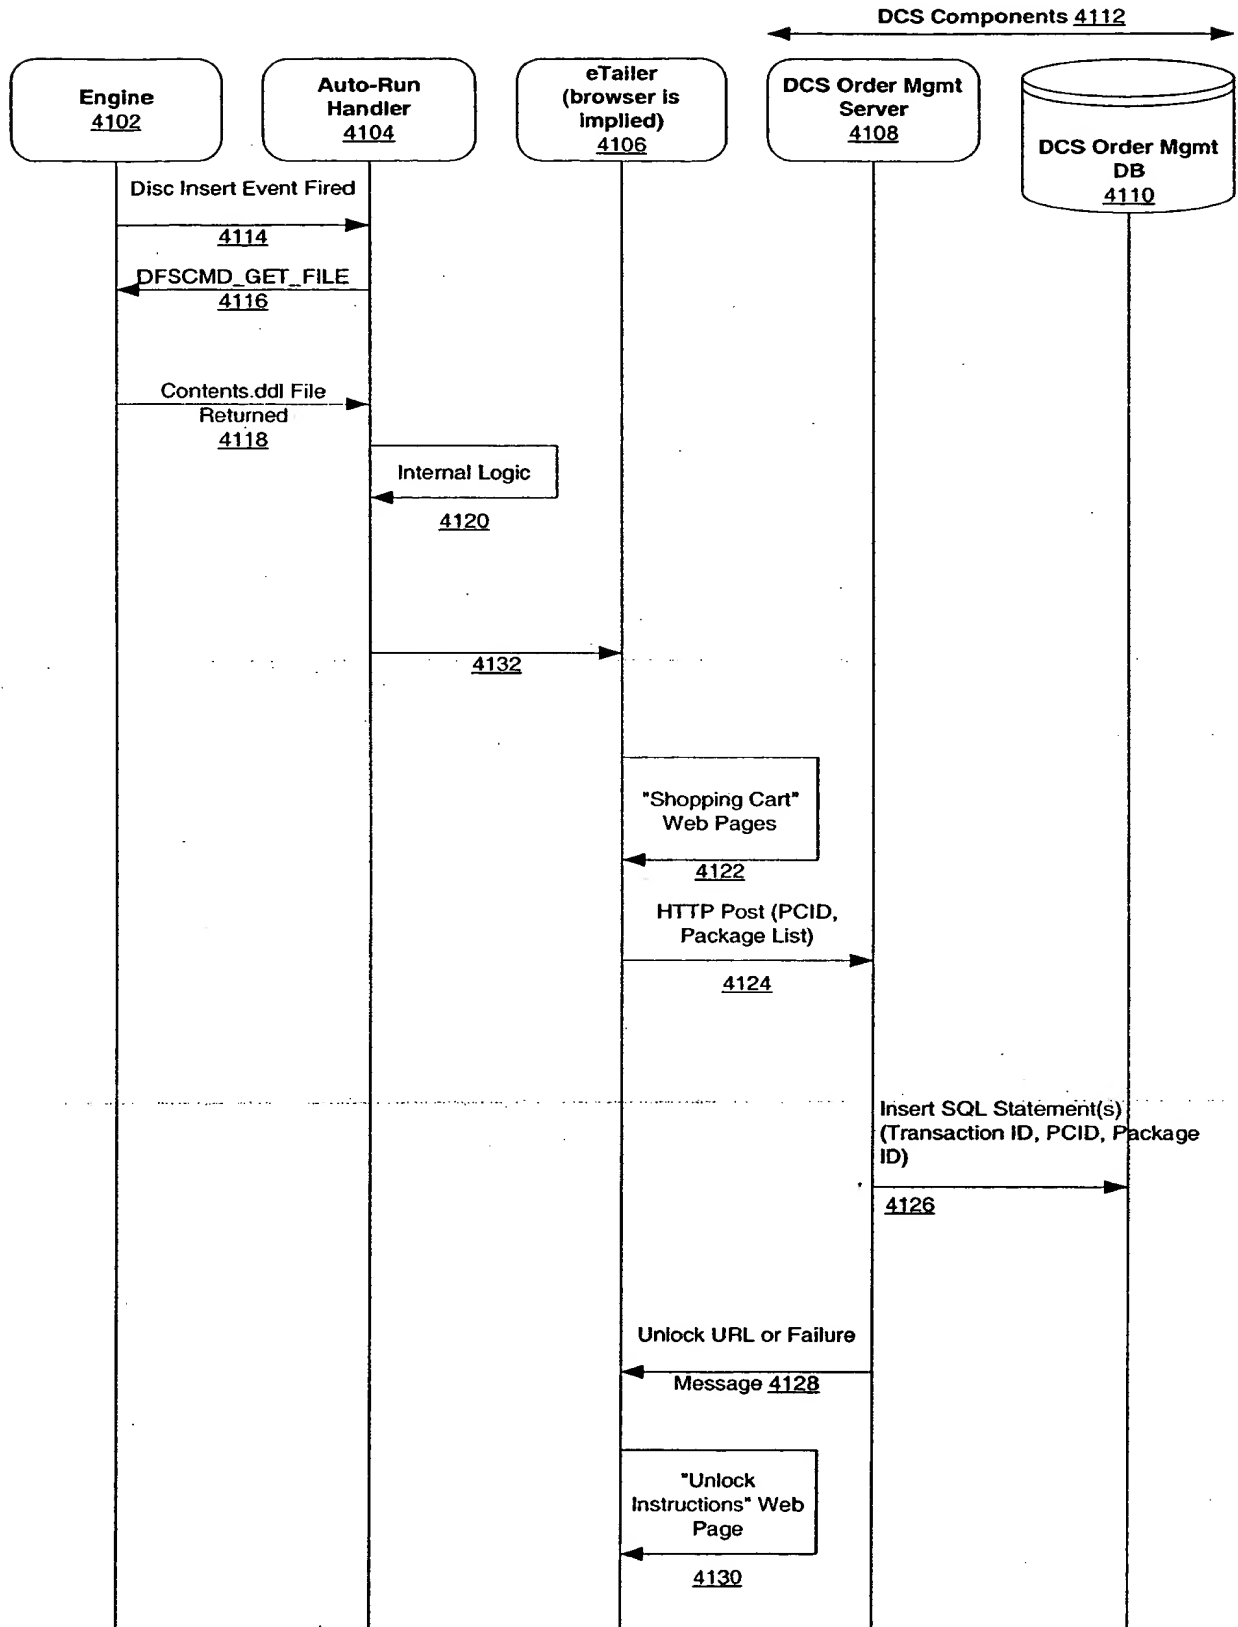 DCS Components 4112
Engine
4102
Auto-Run
Handler
4104
eTailer
(browser is
implied)
4106
DCS Order Mgmt
Server
4108
DCS Order Mgmt
DB
4110
Disc Insert Event Fired
4114
DFSCMD_GET_FILE
4116
Contents.ddl File
Returned
4118
Internal Logic
4120
4132
"Shopping Cart"
Web Pages
4122
HTTP Post (PCID,
Package List)
4124
Insert SQL Statement(s)
(Transaction ID, PCID, Package
ID)
4126
Unlock URL or Failure
Message 4128
"Unlock
Instructions" Web
Page
4130